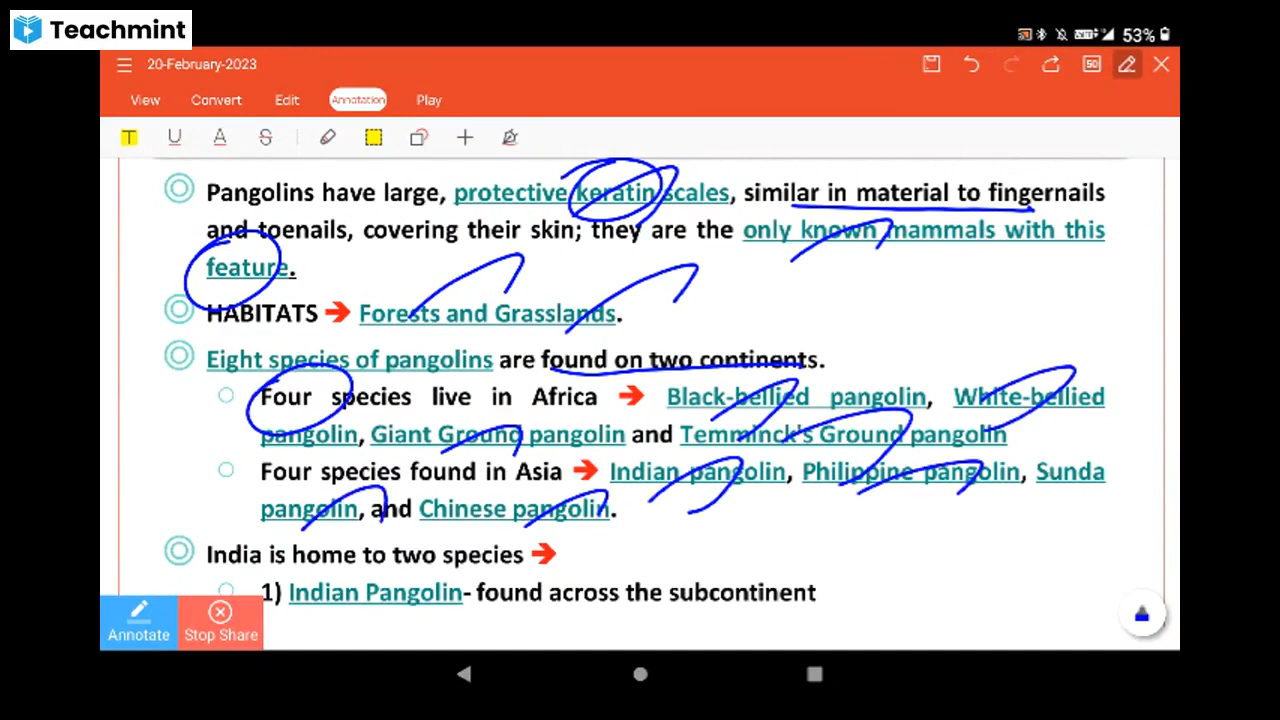 Teachmint
53%
20-February-2023
50
View Convert Edit Annotation Play
T U A S
Pangolins have large, protective keratin scales, similar in material to fingernails
and toenails, covering their skin; they are the only known mammals with this
feature.
HABITATS ➔ Forests and Grasslands.
Eight species of pangolins are found on two continents.
Four species live in Africa ➔ Black-bellied pangolin, White-bellied
pangolin, Giant Ground pangolin and Temminck's Ground pangolin
Four species found in Asia ➔ Indian pangolin, Philippine pangolin, Sunda
pangolin, and Chinese pangolin.
India is home to two species ➔
1) Indian Pangolin- found across the subcontinent
Annotate Stop Share